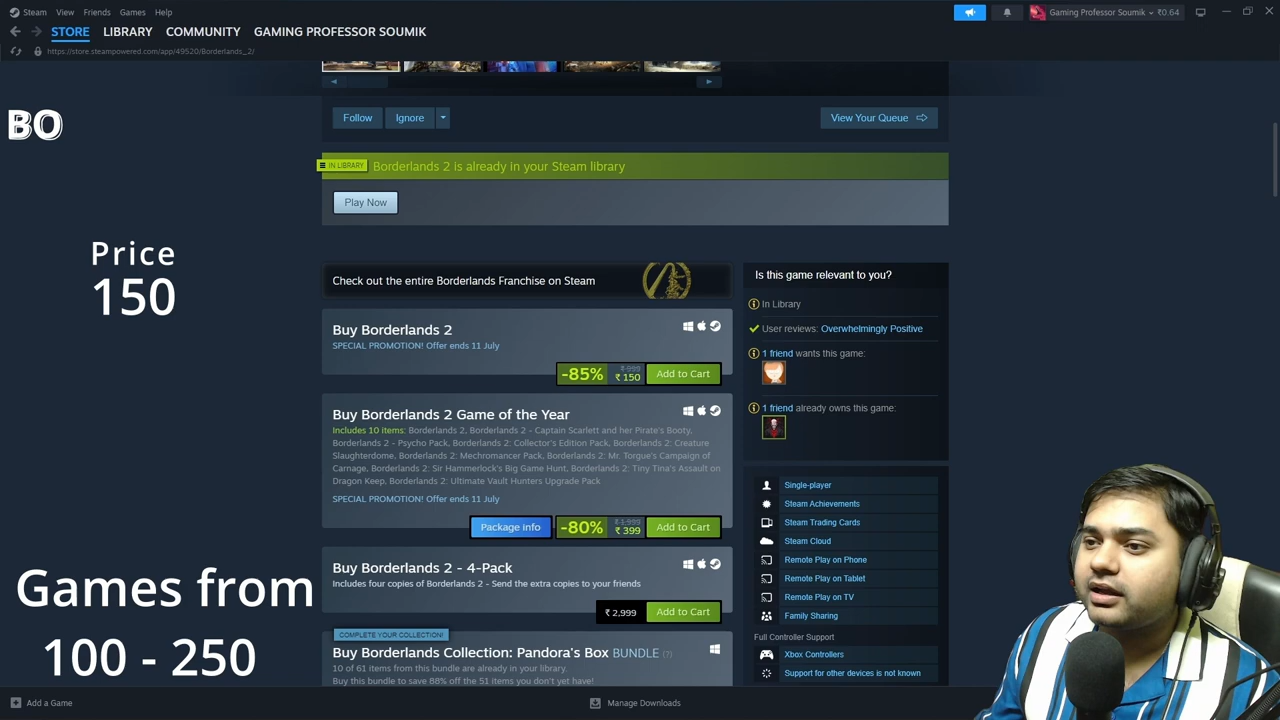 Steam View Friends Games Help
Gaming Professor Soumik ₹0.64
STORE LIBRARY COMMUNITY GAMING PROFESSOR SOUMIK
https://store.steampowered.com/app/49520/Borderlands_2/
BO
Follow Ignore View Your Queue
IN LIBRARY Borderlands 2 is already in your Steam library
Play Now
Price
150
Check out the entire Borderlands Franchise on Steam
Buy Borderlands 2
SPECIAL PROMOTION! Offer ends 11 July
-85% ₹ 999 ₹ 150 Add to Cart
Buy Borderlands 2 Game of the Year
Includes 10 items: Borderlands 2, Borderlands 2 - Captain Scarlett and her Pirate's Booty,
Borderlands 2 - Psycho Pack, Borderlands 2: Collector's Edition Pack, Borderlands 2: Creature
Slaughterdome, Borderlands 2: Mechromancer Pack, Borderlands 2: Mr. Torgue's Campaign of
Carnage, Borderlands 2: Sir Hammerlock's Big Game Hunt, Borderlands 2: Tiny Tina's Assault on
Dragon Keep, Borderlands 2: Ultimate Vault Hunters Upgrade Pack
SPECIAL PROMOTION! Offer ends 11 July
Package info -80% ₹ 1,999 ₹ 399 Add to Cart
Buy Borderlands 2 - 4-Pack
Includes four copies of Borderlands 2 - Send the extra copies to your friends
₹ 2,999 Add to Cart
COMPLETE YOUR COLLECTION!
Buy Borderlands Collection: Pandora's Box BUNDLE (?)
10 of 61 items from this bundle are already in your library.
Buy this bundle to save 88% off the 51 items you don't yet have!
Is this game relevant to you?
In Library
User reviews: Overwhelmingly Positive
1 friend wants this game:
1 friend already owns this game:
Single-player
Steam Achievements
Steam Trading Cards
Steam Cloud
Remote Play on Phone
Remote Play on Tablet
Remote Play on TV
Family Sharing
Full Controller Support
Xbox Controllers
Support for other devices is not known
Games from
100 - 250
Add a Game
Manage Downloads